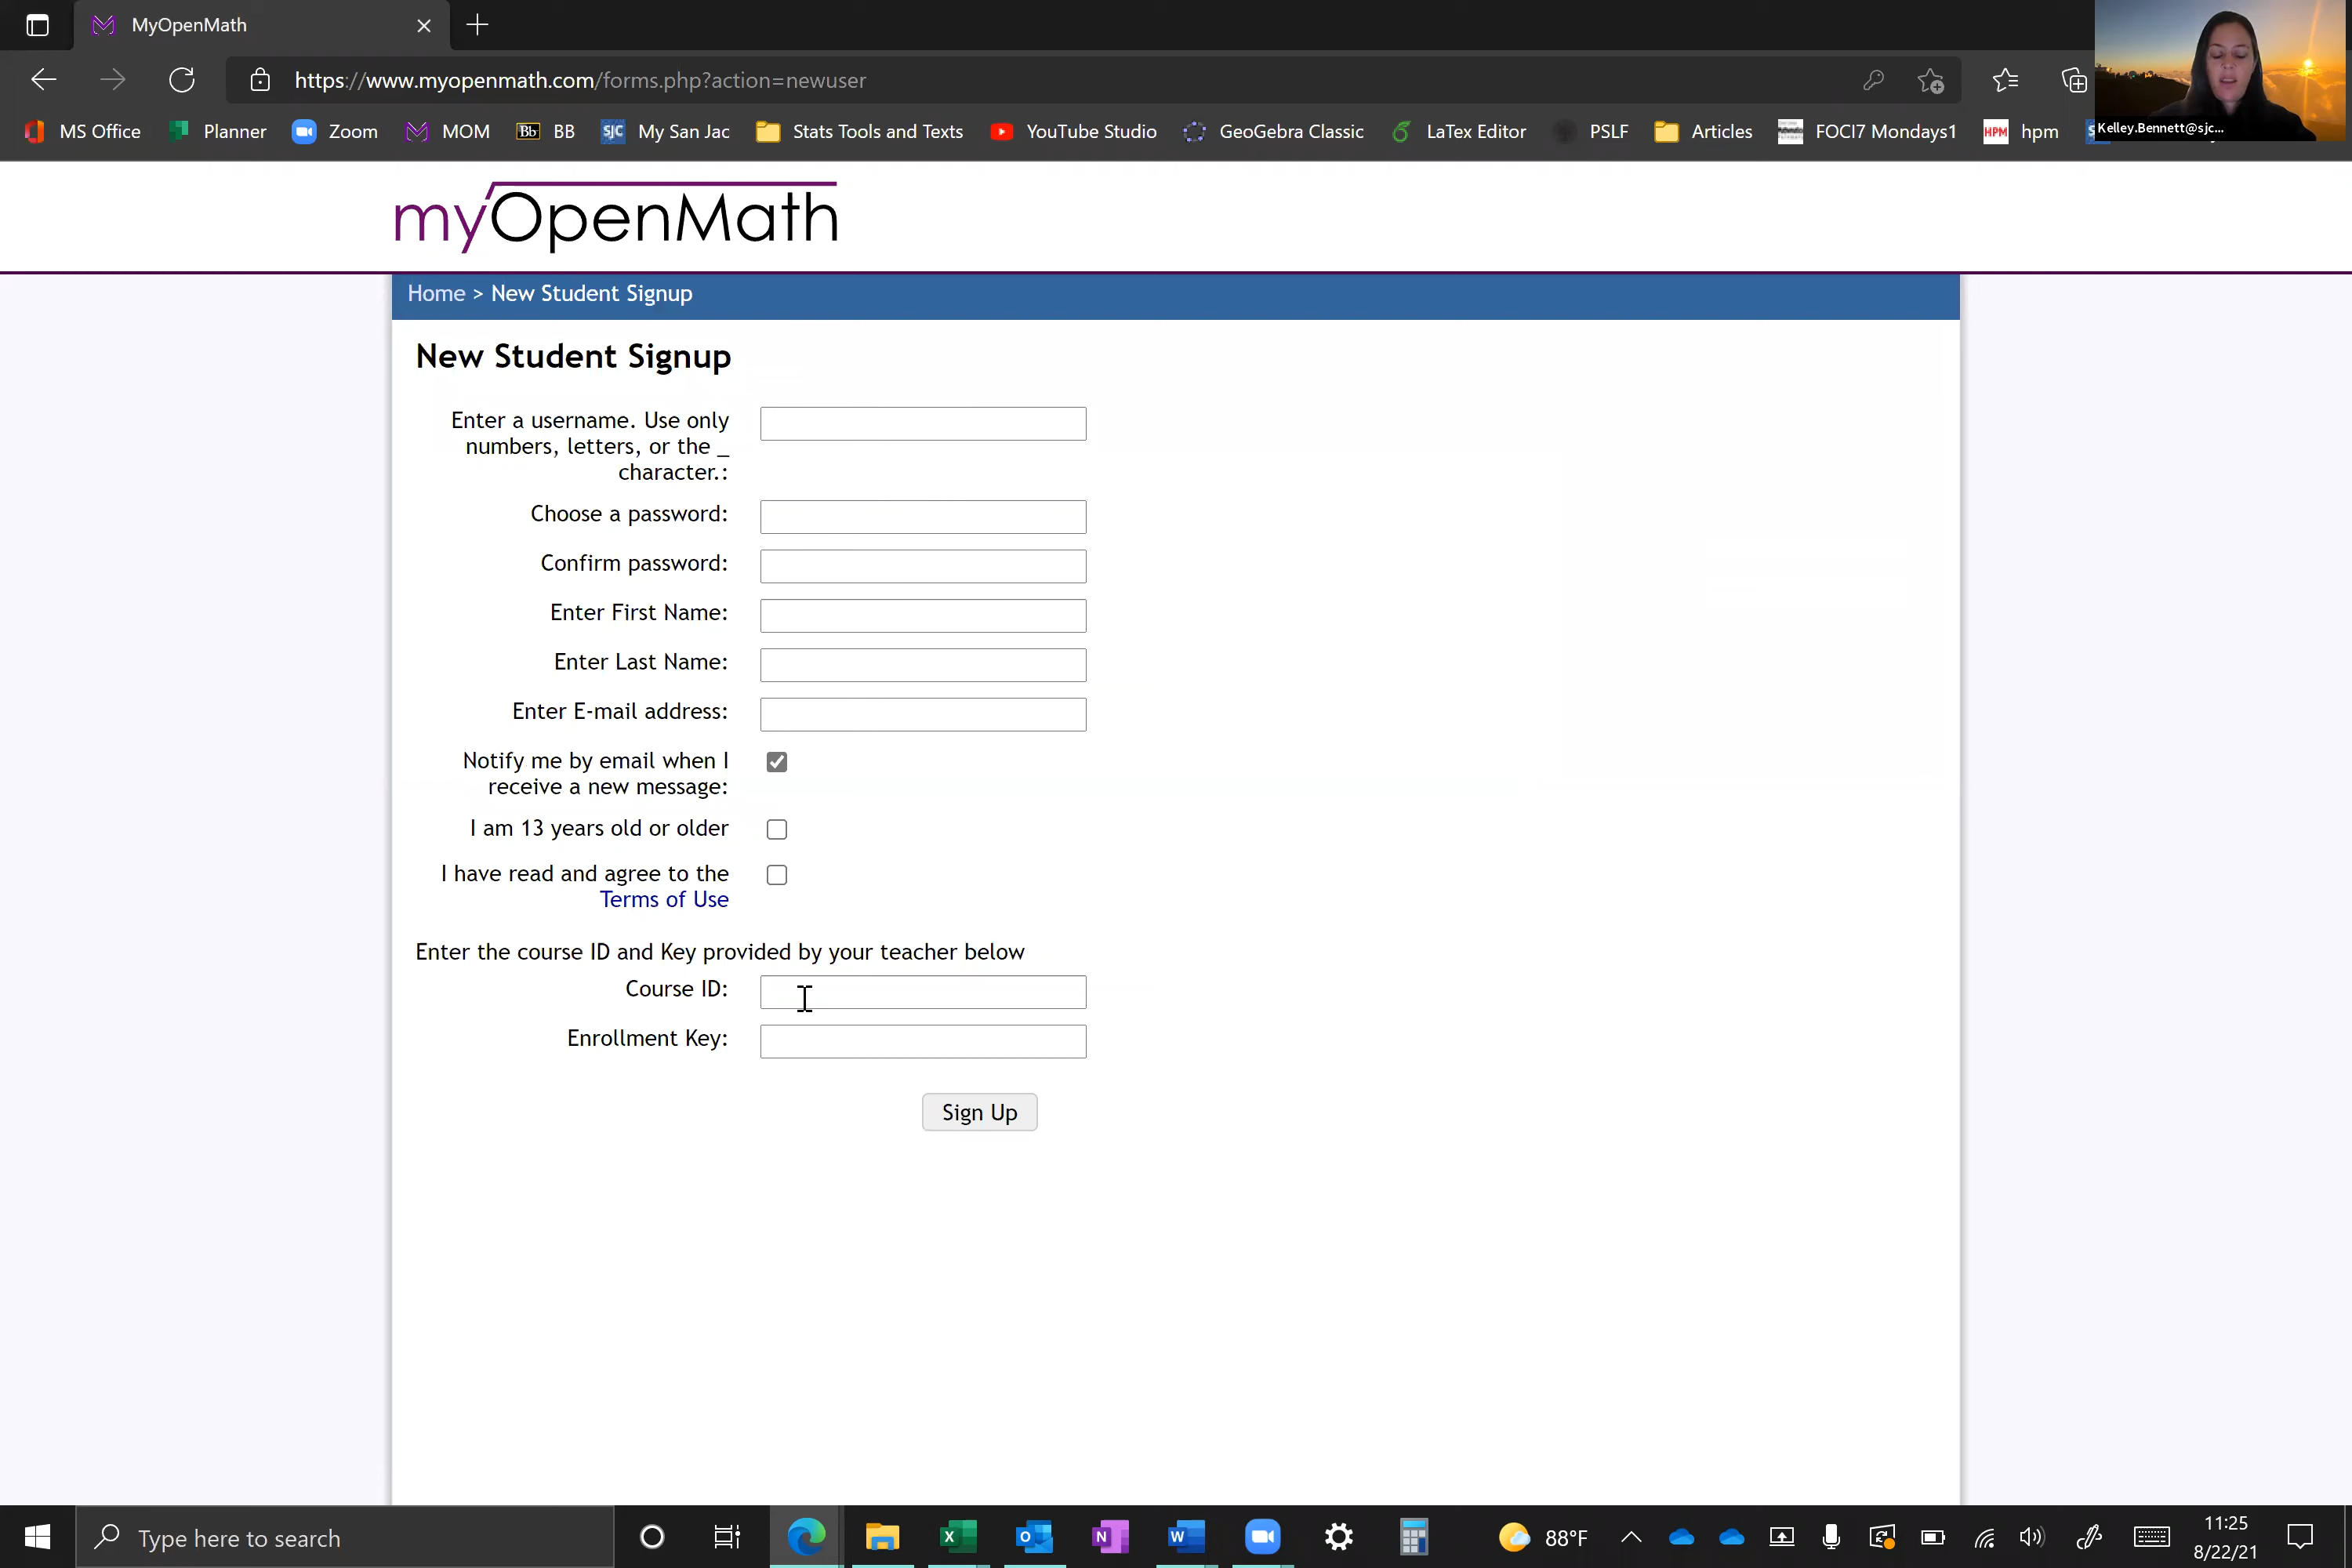 MyOpenMath
https://www.myopenmath.com/forms.php?action=newuser
MS Office Planner Zoom MOM Bb BB SJC My San Jac Stats Tools and Texts YouTube Studio GeoGebra Classic LaTex Editor PSLF Articles FOCI7 Mondays1 HPM hpm
Kelley.Bennett@sjc...
myOpenMath
Home > New Student Signup
New Student Signup
Enter a username. Use only
numbers, letters, or the _
character.:
Choose a password:
Confirm password:
Enter First Name:
Enter Last Name:
Enter E-mail address:
Notify me by email when I
receive a new message:
I am 13 years old or older
I have read and agree to the
Terms of Use
Enter the course ID and Key provided by your teacher below
Course ID:
Enrollment Key:
Sign Up
Type here to search
88°F
11:25
8/22/21